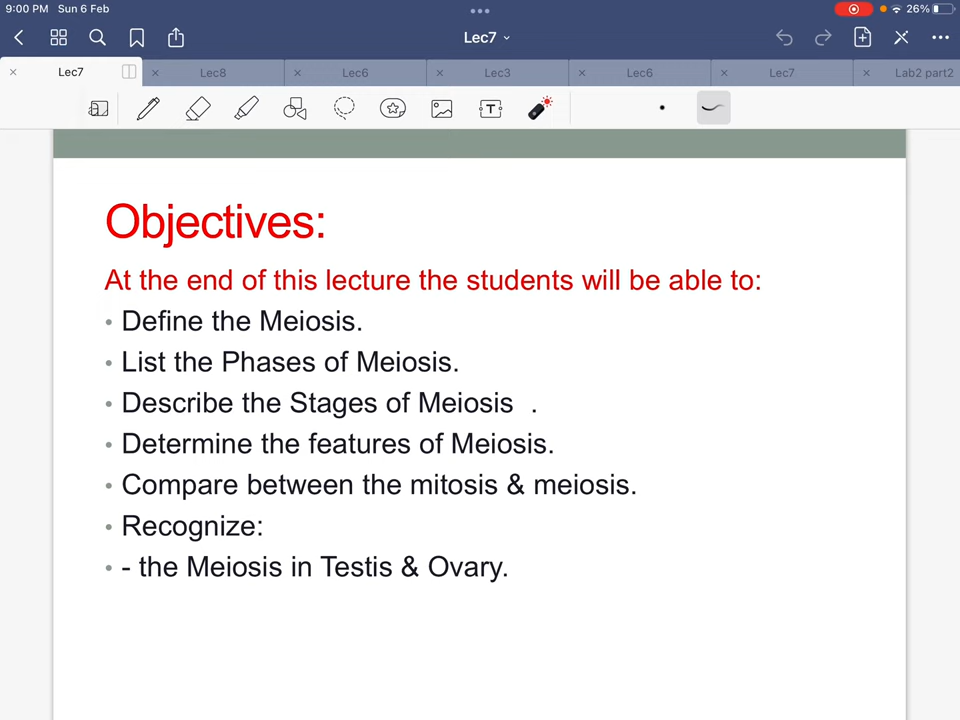 9:00 PM Sun 6 Feb
26%
Lec7
Lec7
Lec8
Lec6
Lec3
Lec6
Lec7
Lab2 part2
T
Objectives:
At the end of this lecture the students will be able to:
• Define the Meiosis.
• List the Phases of Meiosis.
• Describe the Stages of Meiosis .
• Determine the features of Meiosis.
• Compare between the mitosis & meiosis.
• Recognize:
• - the Meiosis in Testis & Ovary.